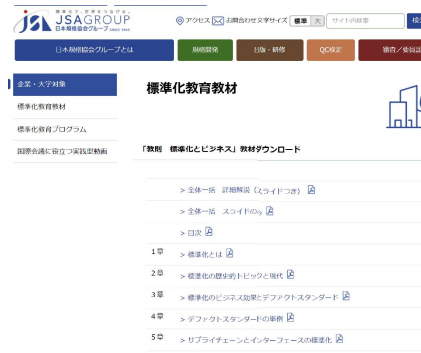 標準化で、世界をつなげる。
JSAGROUP
日本規格協会グループ SINCE 1945
アクセス お問合わせ 文字サイズ 標準 大 サイト内検索
日本規格協会グループとは 規格開発 出版・研修 QC検定
企業・大学対象
標準化教育教材
標準化教育プログラム
国際会議に役立つ実践型動画
標準化教育教材
標準化とビジネス」教材ダウンロード
> 全体一括 詳細解説（スライドつき）
> 全体一括 スライドのみ
> 目次
1章 > 標準化とは
2章 > 標準化の歴史的トピックと現代
3章 > 標準化のビジネス効果とデファクトスタンダード
4章 > デファクトスタンダードの事例
5章 > サプライチェーンとインターフェースの標準化